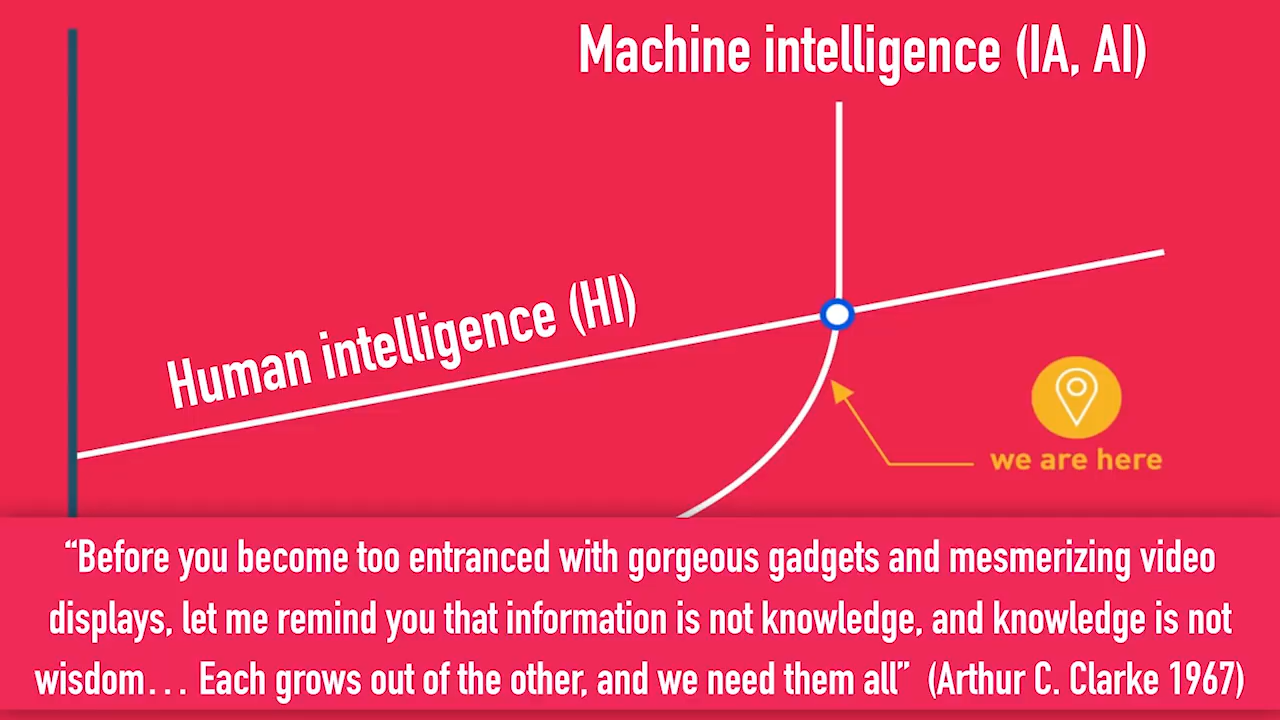 Machine intelligence (IA, AI)
Human intelligence (HI)
we are here
“Before you become too entranced with gorgeous gadgets and mesmerizing video
displays, let me remind you that information is not knowledge, and knowledge is not
wisdom… Each grows out of the other, and we need them all” (Arthur C. Clarke 1967)